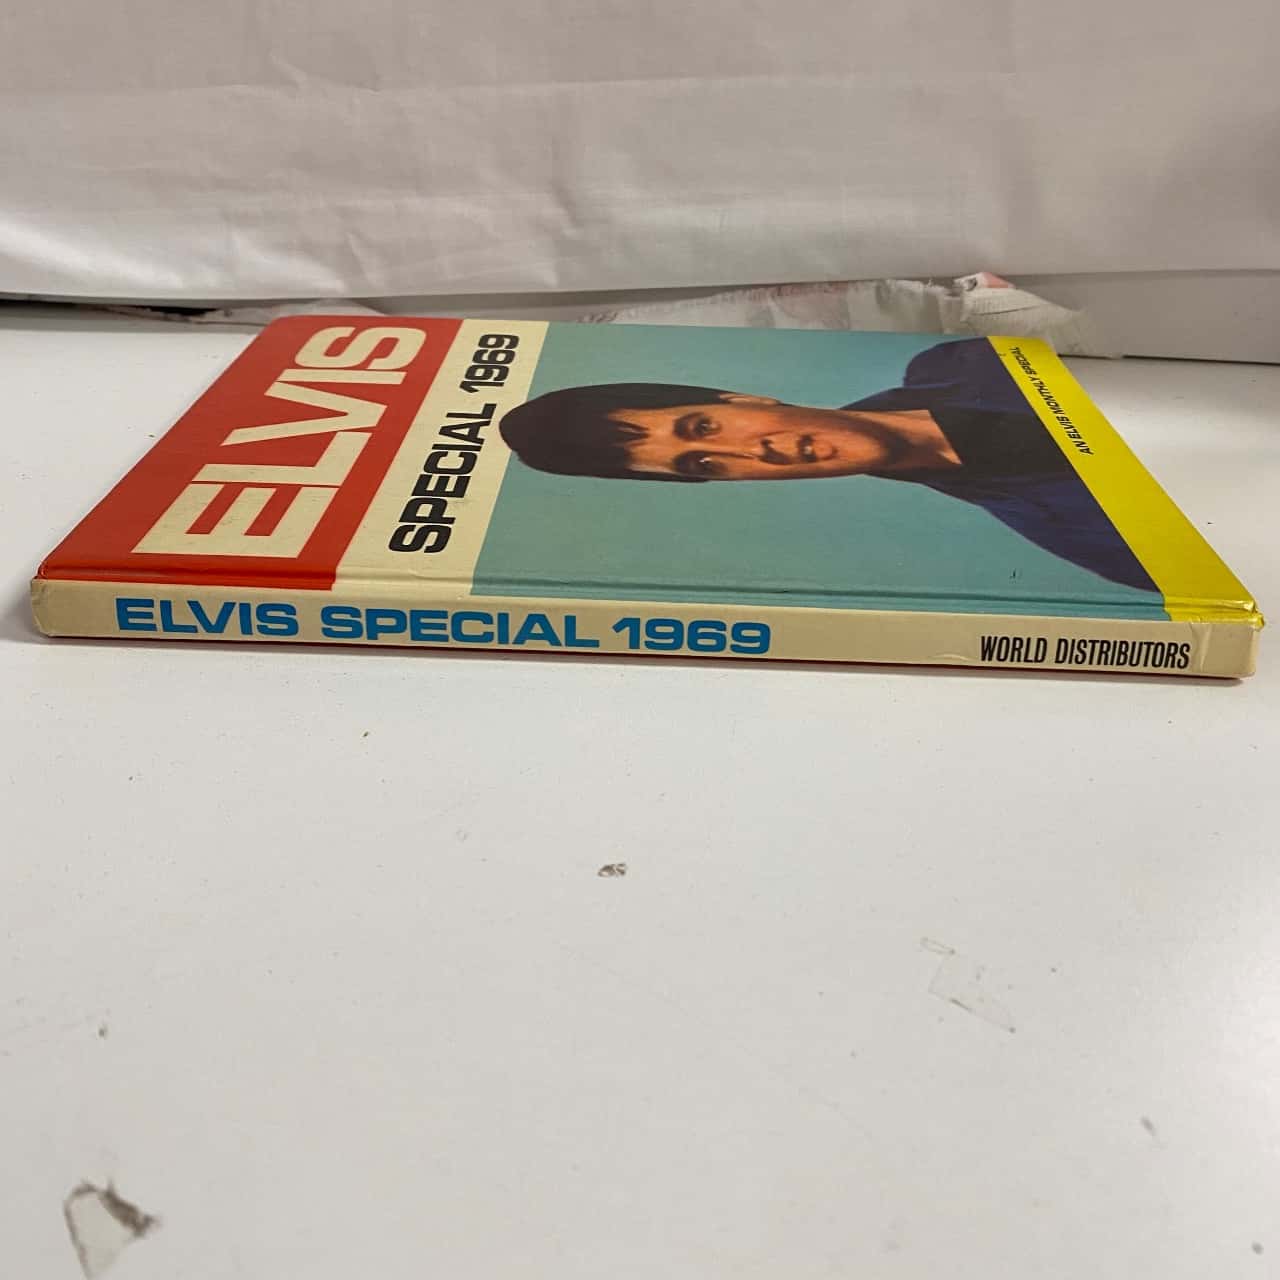 ELVIS
SPECIAL 1969
AN ELVIS MONTHLY SPECIAL
ELVIS SPECIAL 1969
WORLD DISTRIBUTORS